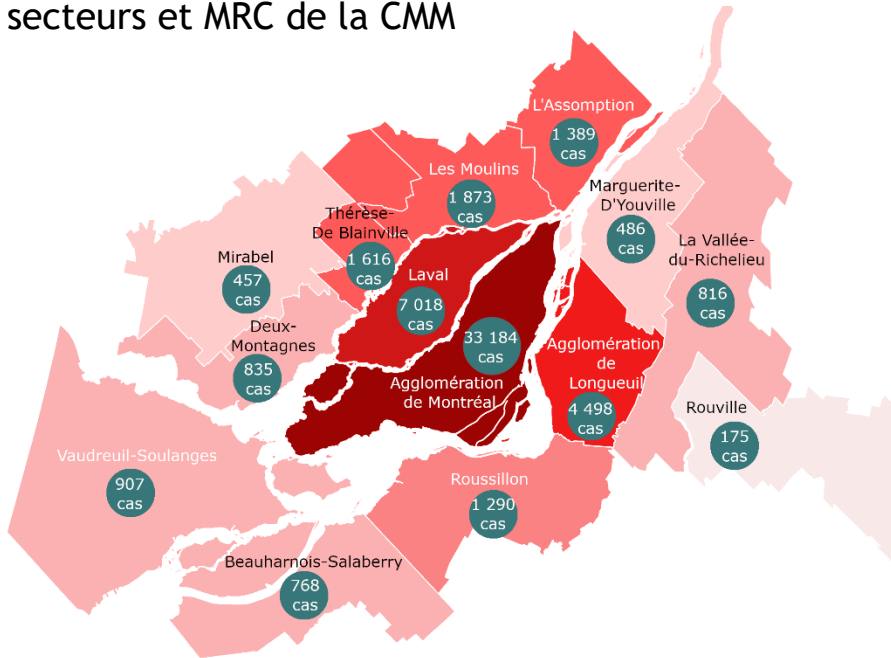 secteurs et MRC de la CMM
L'Assomption
1 389
cas
Les Moulins
1 873
cas
Marguerite-
D'Youville
486
cas
Thérèse-
De Blainville
1 616
cas
La Vallée-
du-Richelieu
816
cas
Mirabel
457
cas
Laval
7 018
cas
Deux-
Montagnes
835
cas
33 184
cas
Agglomération
de Montréal
Agglomération
de
Longueuil
4 498
cas
Rouville
175
cas
Vaudreuil-Soulanges
907
cas
Roussillon
1 290
cas
Beauharnois-Salaberry
768
cas